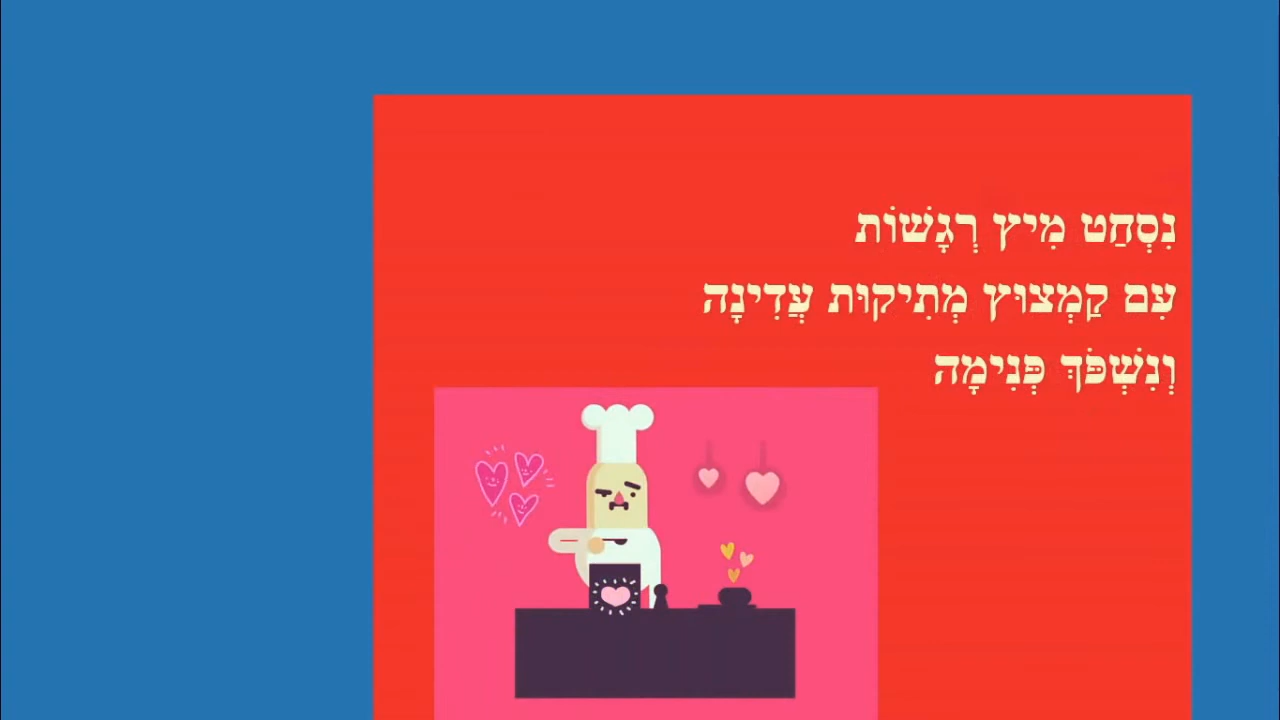 נִסְחַט מִיץ רְגָשׁוֹת
עִם קַמְצוּץ מְתִיקוּת עֲדִינָה
וְנִשְׁפֹּךְ פְּנִימָה